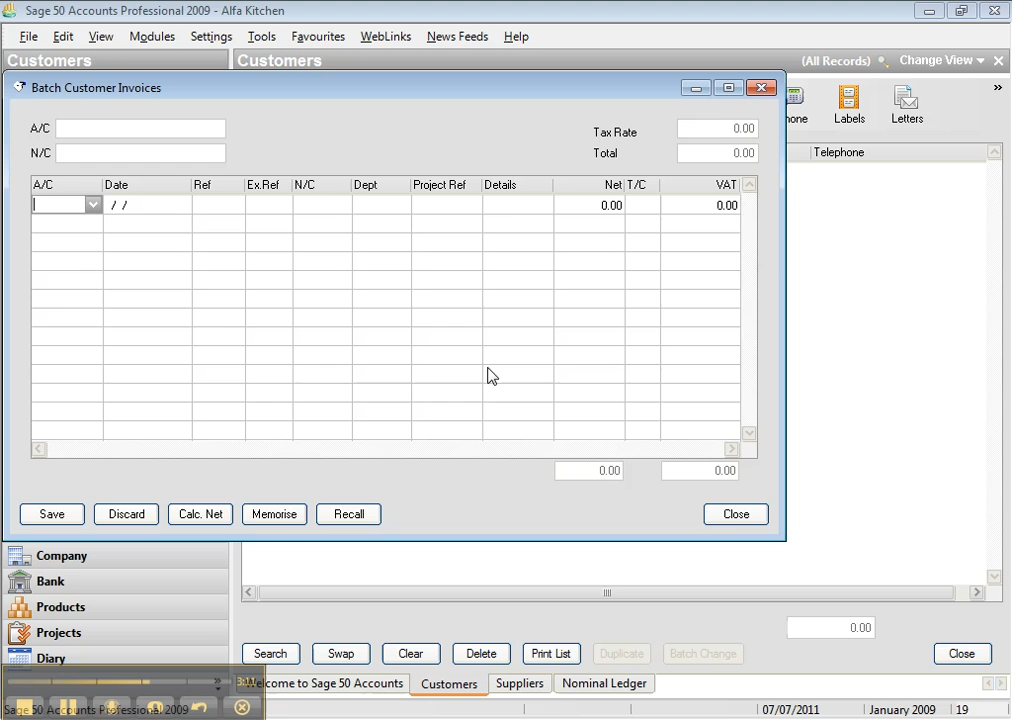 Sage 50 Accounts Professional 2009 - Alfa Kitchen
File Edit View Modules Settings Tools Favourites WebLinks News Feeds Help
Customers
Customers
(All Records) Change View
Batch Customer Invoices
hone Labels Letters
A/C
Tax Rate 0.00
N/C
Total 0.00
Telephone
A/C Date Ref Ex.Ref N/C Dept Project Ref Details Net T/C VAT
/ / 0.00 0.00
0.00 0.00
Save Discard Calc. Net Memorise Recall Close
Company
Bank
Products
Projects
Diary
0.00
Search Swap Clear Delete Print List Duplicate Batch Change Close
elcome to Sage 50 Accounts Customers Suppliers Nominal Ledger
Sage 50 Accounts Professional 2009 07/07/2011 January 2009 19